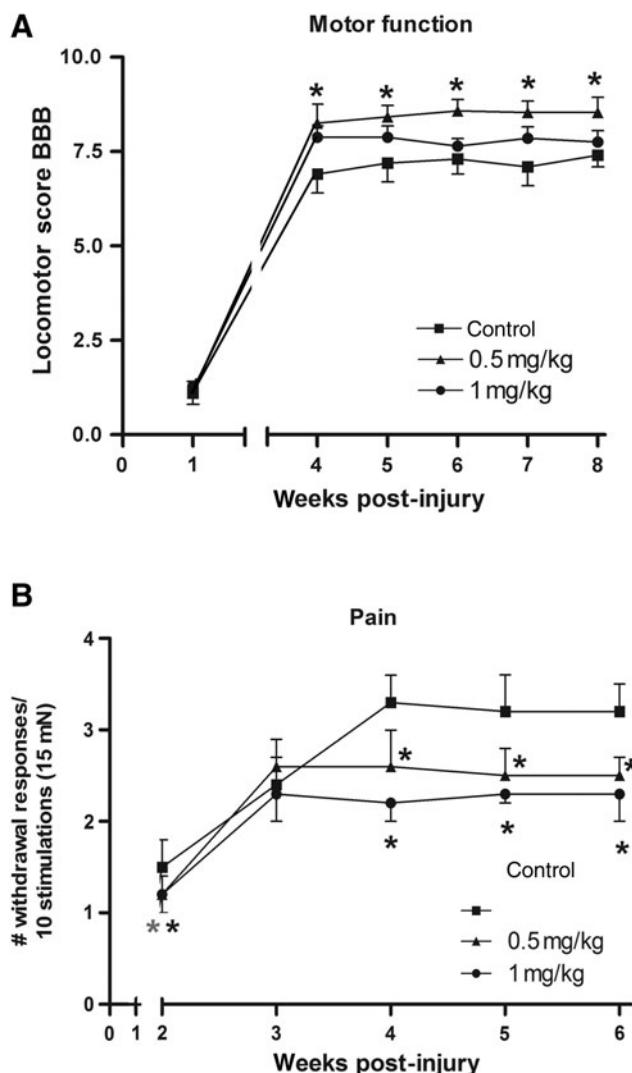 A
Motor function
Locomotor score BBB
10.0
7.5
5.0
2.5
0.0
* * * * *
Control
0.5 mg/kg
1 mg/kg
0 1 4 5 6 7 8
Weeks post-injury
B
Pain
# withdrawal responses/
10 stimulations (15 mN)
4
3
2
1
0
* * *
* * *
* *
Control
0.5 mg/kg
1 mg/kg
0 1 2 3 4 5 6
Weeks post-injury